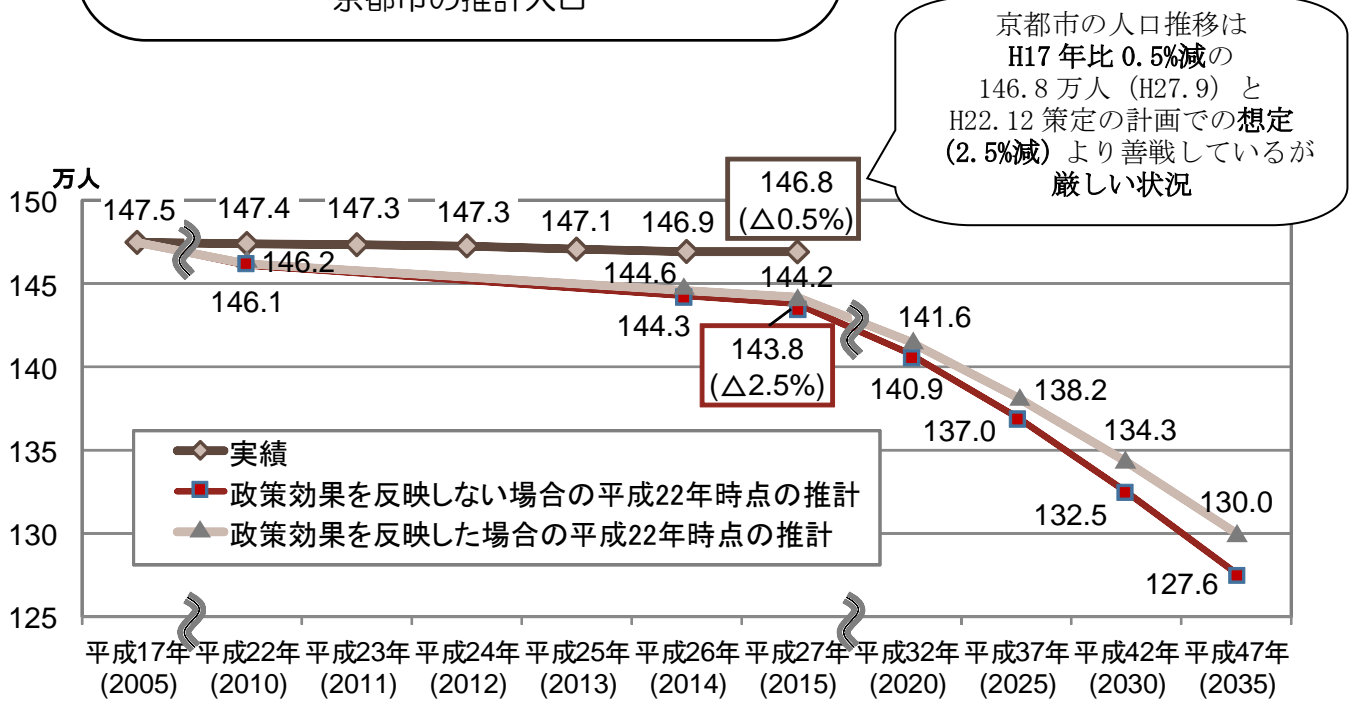 京都市の推計人口
京都市の人口推移は
H17 年比 0.5%減の
146.8 万人（H27.9）と
H22.12 策定の計画での想定
(2.5%減) より善戦しているが
厳しい状況
万人
150
145
140
135
130
125
147.5
147.4
147.3
147.3
147.1
146.9
146.8
(△0.5%)
146.2
146.1
144.6
144.3
144.2
143.8
(△2.5%)
141.6
140.9
138.2
137.0
134.3
132.5
130.0
127.6
実績
政策効果を反映しない場合の平成22年時点の推計
政策効果を反映した場合の平成22年時点の推計
平成17年 平成22年 平成23年 平成24年 平成25年 平成26年 平成27年 平成32年 平成37年 平成42年 平成47年
(2005) (2010) (2011) (2012) (2013) (2014) (2015) (2020) (2025) (2030) (2035)